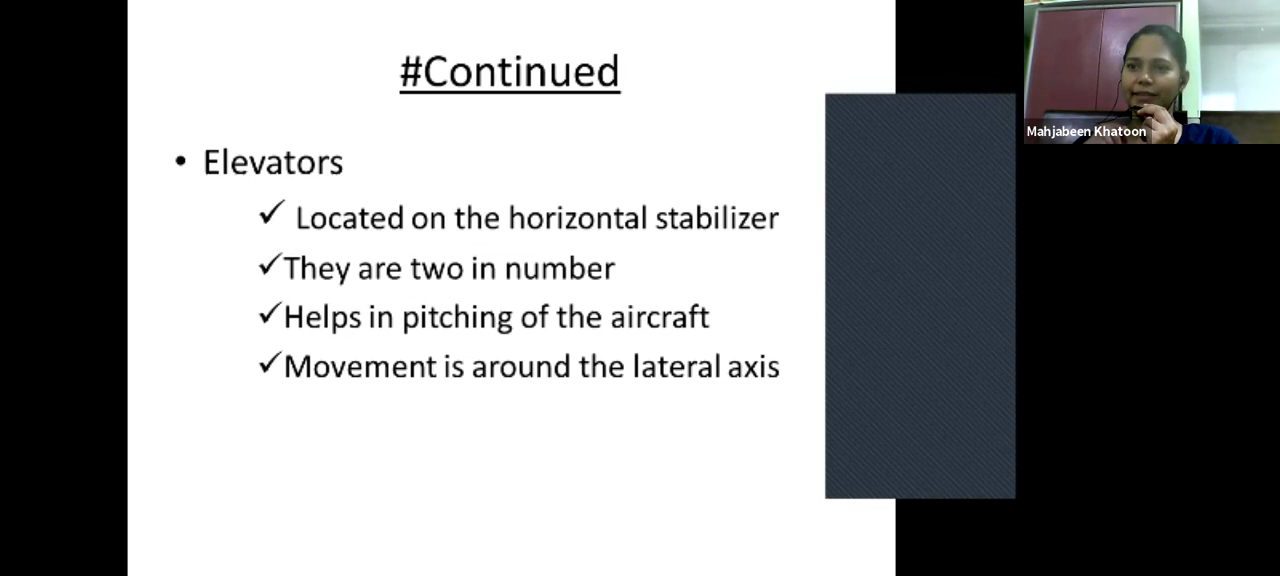 #Continued
• Elevators
✓ Located on the horizontal stabilizer
✓They are two in number
✓Helps in pitching of the aircraft
✓Movement is around the lateral axis
Mahjabeen Khatoon